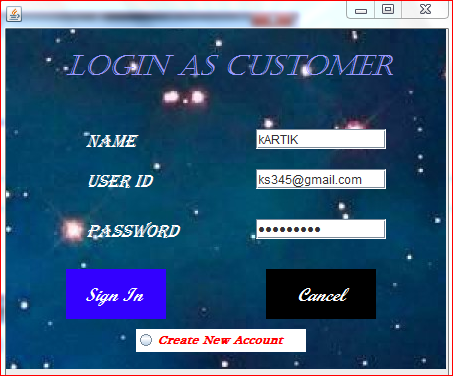 LOGIN AS CUSTOMER
NAME kARTIK
USER ID ks345@gmail.com
PASSWORD •••••••••
Sign In Cancel
Create New Account